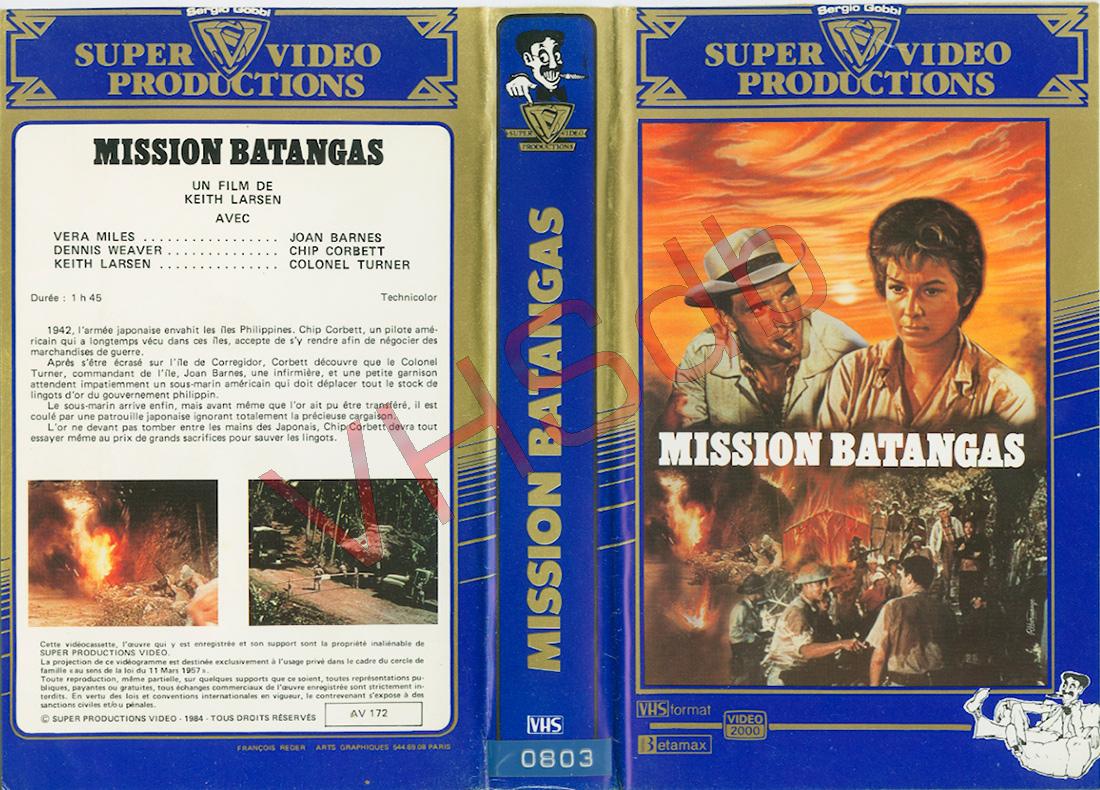 Sergio Gobbi
SUPER VIDEO
PRODUCTIONS
MISSION BATANGAS
UN FILM DE
KEITH LARSEN
AVEC
VERA MILES ................. JOAN BARNES
DENNIS WEAVER .............. CHIP CORBETT
KEITH LARSEN ............... COLONEL TURNER
Durée : 1 h 45 Technicolor
1942, l'armée japonaise envahit les îles Philippines. Chip Corbett, un pilote amé-
ricain qui a longtemps vécu dans ces îles, accepte de s'y rendre afin de négocier des
marchandises de guerre.
Après s'être écrasé sur l'île de Corregidor, Corbett découvre que le Colonel
Turner, commandant de l'île, Joan Barnes, une infirmière, et une petite garnison
attendent impatiemment un sous-marin américain qui doit déplacer tout le stock de
lingots d'or du gouvernement philippin.
Le sous-marin arrive enfin, mais avant même que l'or ait pu être transféré, il est
coulé par une patrouille japonaise ignorant totalement la précieuse cargaison.
L'or ne devant pas tomber entre les mains des Japonais, Chip Corbett devra tout
essayer même au prix de grands sacrifices pour sauver les lingots.
Cette vidéocassette, l'œuvre qui y est enregistrée et son support sont la propriété inaliénable de
SUPER PRODUCTIONS VIDEO.
La projection de ce vidéogramme est destinée exclusivement à l'usage privé dans le cadre du cercle de
famille « au sens de la loi du 11 Mars 1957 ».
Toute reproduction, même partielle, sur quelques supports que ce soient, toutes représentations pu-
bliques, payantes ou gratuites, tous échanges commerciaux de l'œuvre enregistrée sont strictement in-
terdits. En vertu des lois et conventions internationales en vigueur, le contrevenant s'expose à des
sanctions civiles et/ou pénales.
© SUPER PRODUCTIONS VIDEO - 1984 - TOUS DROITS RÉSERVÉS AV 172
FRANÇOIS REDER ARTS GRAPHIQUES 544.69.08 PARIS
SUPER VIDEO
PRODUCTIONS
MISSION BATANGAS
VHS
0803
Sergio Gobbi
SUPER VIDEO
PRODUCTIONS
MISSION BATANGAS
VHS format
VIDEO
2000
Betamax
VHSdb